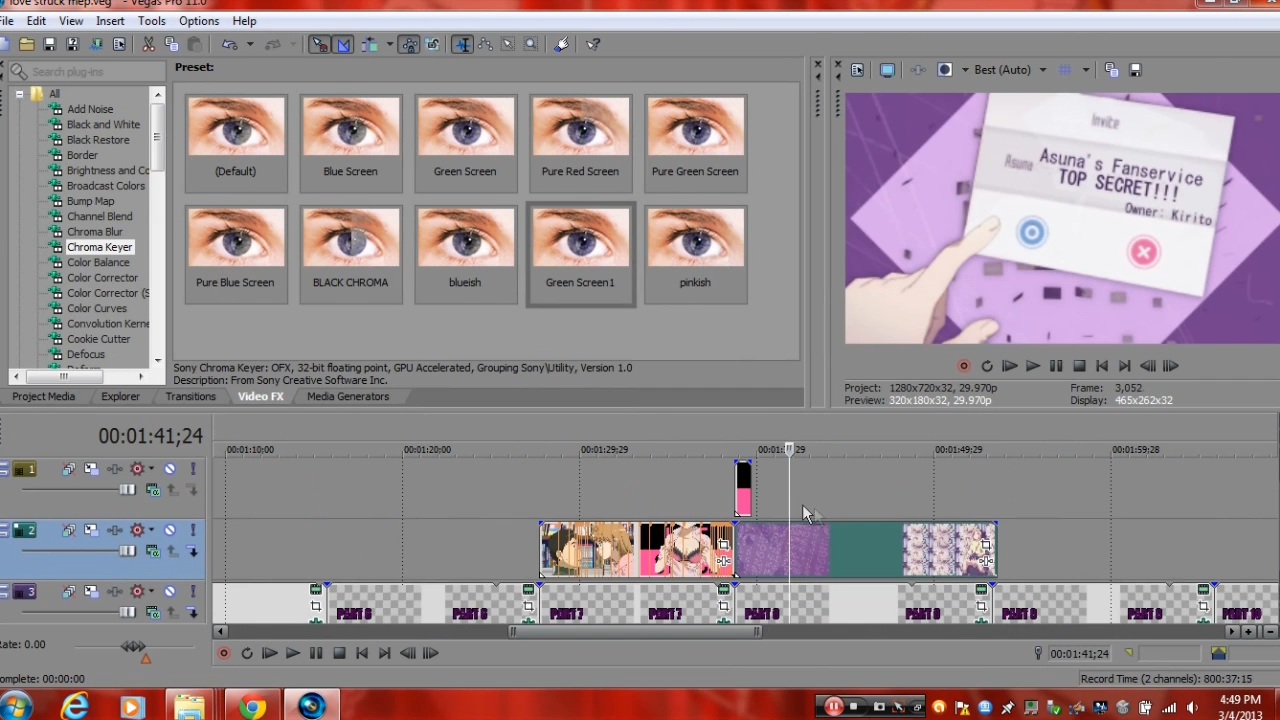 love struck mep.veg * - Vegas Pro 11.0
File Edit View Insert Tools Options Help
Search plug-ins
Preset:
Best (Auto)
All
Add Noise
Black and White
Black Restore
Border
Brightness and Co
Broadcast Colors
Bump Map
Channel Blend
Chroma Blur
Chroma Keyer
Color Balance
Color Corrector
Color Corrector (S
Color Curves
Convolution Kerne
Cookie Cutter
Defocus
(Default) Blue Screen Green Screen Pure Red Screen Pure Green Screen
Pure Blue Screen BLACK CHROMA blueish Green Screen1 pinkish
Sony Chroma Keyer: OFX, 32-bit floating point, GPU Accelerated, Grouping Sony\Utility, Version 1.0
Description: From Sony Creative Software Inc.
Project Media Explorer Transitions Video FX Media Generators
Invite
Asuna
Asuna's Fanservice
TOP SECRET!!!
Owner: Kirito
Project: 1280x720x32, 29.970p Frame: 3,052
Preview: 320x180x32, 29.970p Display: 465x262x32
00:01:41;24
00:01:10;00 00:01:20;00 00:01:29;29 00:01: 29 00:01:49;29 00:01:59;28
1
2
3
PART 6 PART 6 PART 7 PART 7 PART 8 PART 8 PART 9 PART 9 PART 10
Rate: 0.00
00:01:41;24
Complete: 00:00:00
Record Time (2 channels): 800:37:15
4:49 PM
3/4/2013